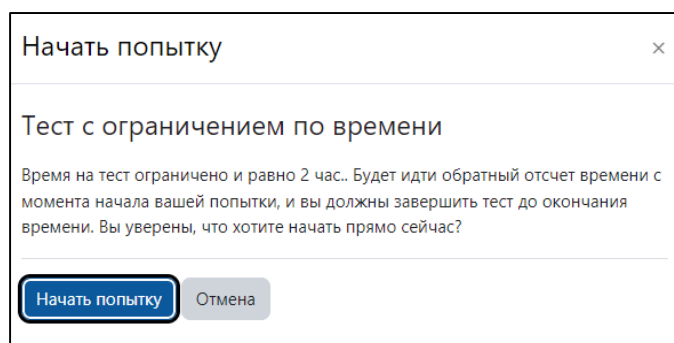 Начать попытку ×
Тест с ограничением по времени
Время на тест ограничено и равно 2 час.. Будет идти обратный отсчет времени с
момента начала вашей попытки, и вы должны завершить тест до окончания
времени. Вы уверены, что хотите начать прямо сейчас?
Начать попытку Отмена